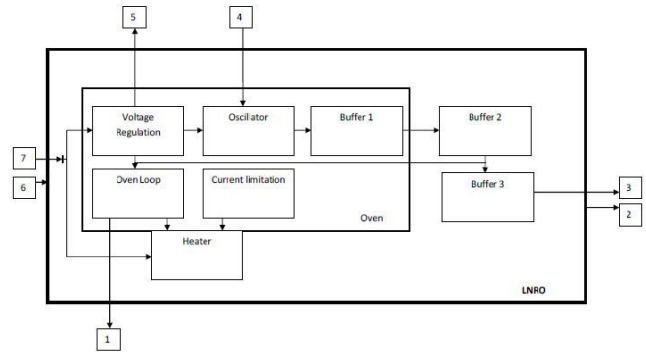 5
4
Voltage
Regulation
Oscillator
Buffer 1
Buffer 2
7
6
Oven Loop
Current limitation
Buffer 3
3
2
Oven
Heater
LNRO
1